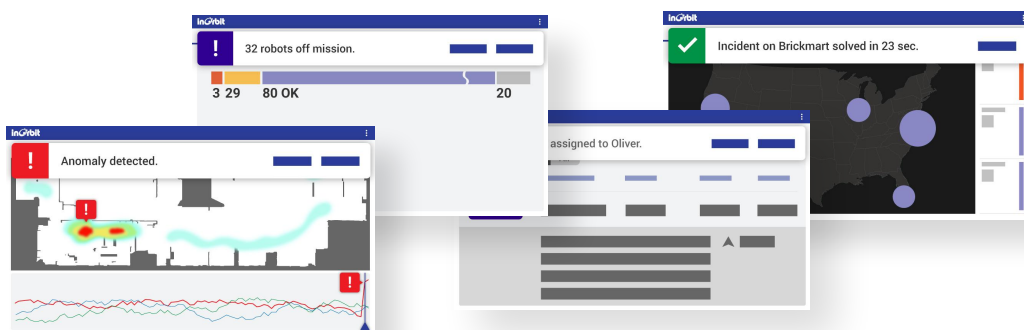 InOrbit
! 32 robots off mission.
3 29 80 OK 20
InOrbit
Incident on Brickmart solved in 23 sec.
InOrbit
! Anomaly detected.
!
!
assigned to Oliver.